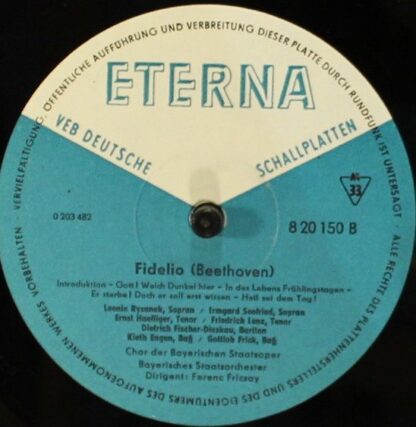 ETERNA
VEB DEUTSCHE SCHALLPLATTEN
VERVIELFÄLTIGUNG, ÖFFENTLICHE AUFFÜHRUNG UND VERBREITUNG DIESER PLATTE DURCH RUNDFUNK IST UNTERSAGT
ALLE RECHTE DES PLATTENHERSTELLERS UND DES EIGENTÜMERS DES AUFGENOMMENEN WERKES VORBEHALTEN
33
0 203 482
8 20 150 B
Fidelio (Beethoven)
Introduktion – Gott! Welch Dunkel hier – In des Lebens Frühlingstagen –
Er sterbe! Doch er soll erst wissen – Heil sei dem Tag!
Leonie Rysanek, Sopran / Irmgard Seefried, Sopran
Ernst Haefliger, Tenor / Friedrich Lenz, Tenor
Dietrich Fischer-Dieskau, Bariton
Kieth Engen, Baß / Gottlob Frick, Baß
Chor der Bayerischen Staatsoper
Bayerisches Staatsorchester
Dirigent: Ferenc Fricsay